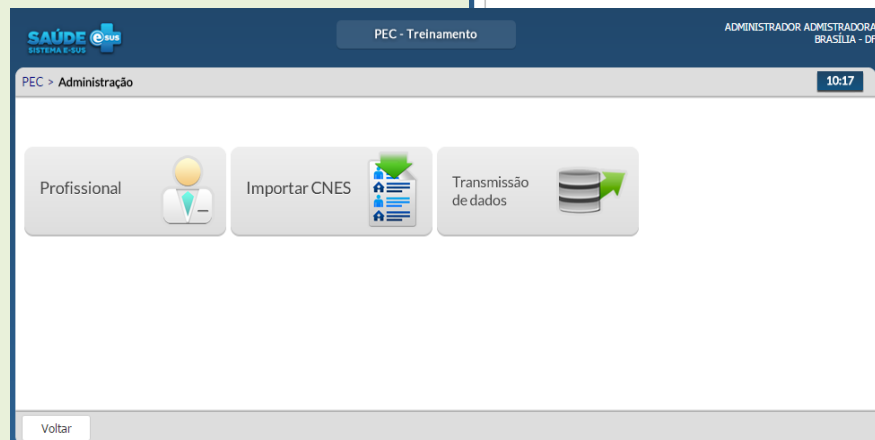 SAÚDE e-SUS
SISTEMA E-SUS
PEC - Treinamento
ADMINISTRADOR ADMISTRADORA
BRASÍLIA - DF
PEC > Administração
10:17
Profissional
Importar CNES
Transmissão
de dados
Voltar